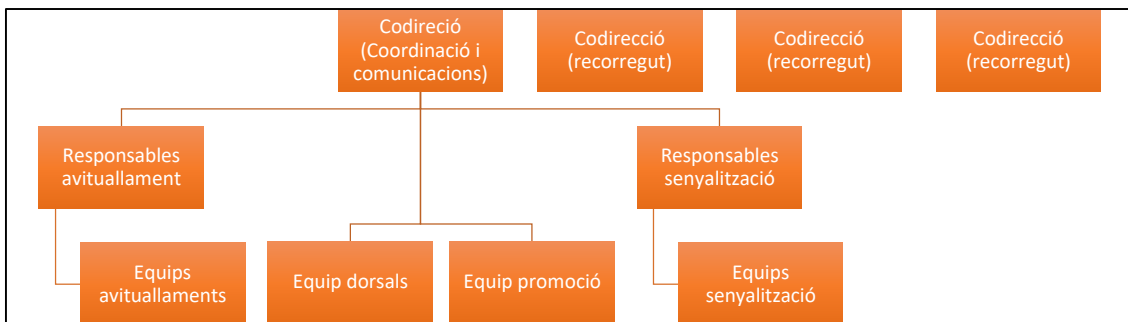 Codireció
(Coordinació i
comunicacions)
Codirecció
(recorregut)
Codirecció
(recorregut)
Codirecció
(recorregut)
Responsables
avituallament
Responsables
senyalització
Equips
avituallaments
Equip dorsals
Equip promoció
Equips
senyalització